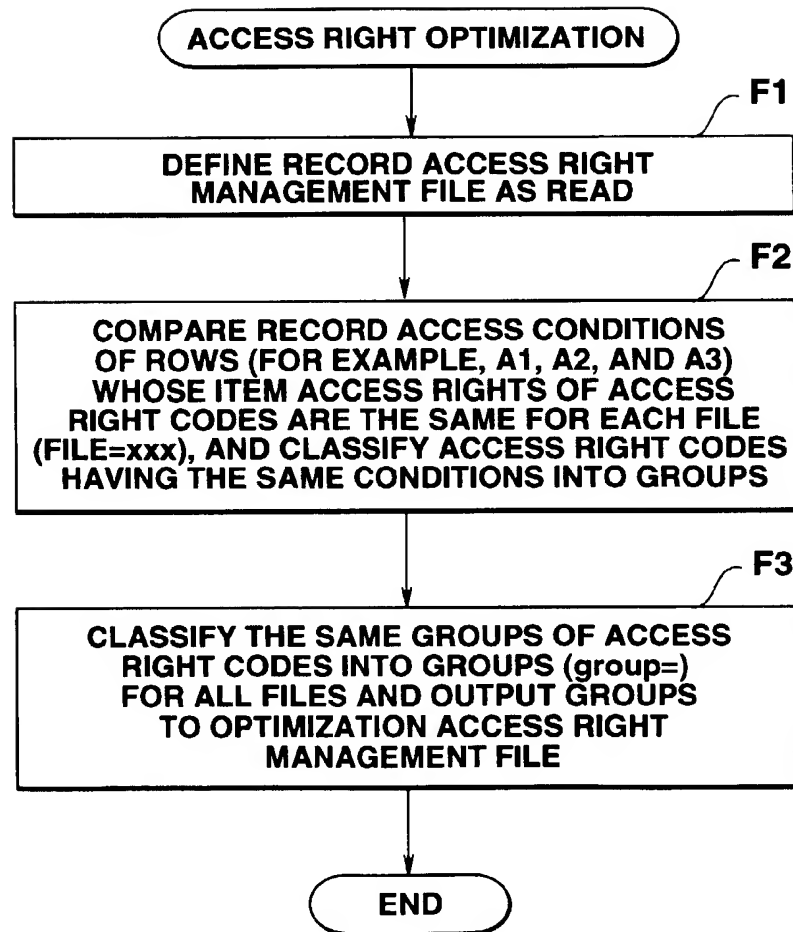 ACCESS RIGHT OPTIMIZATION
F1
DEFINE RECORD ACCESS RIGHT
MANAGEMENT FILE AS READ
F2
COMPARE RECORD ACCESS CONDITIONS
OF ROWS (FOR EXAMPLE, A1, A2, AND A3)
WHOSE ITEM ACCESS RIGHTS OF ACCESS
RIGHT CODES ARE THE SAME FOR EACH FILE
(FILE=xxx), AND CLASSIFY ACCESS RIGHT CODES
HAVING THE SAME CONDITIONS INTO GROUPS
F3
CLASSIFY THE SAME GROUPS OF ACCESS
RIGHT CODES INTO GROUPS (group=)
FOR ALL FILES AND OUTPUT GROUPS
TO OPTIMIZATION ACCESS RIGHT
MANAGEMENT FILE
END